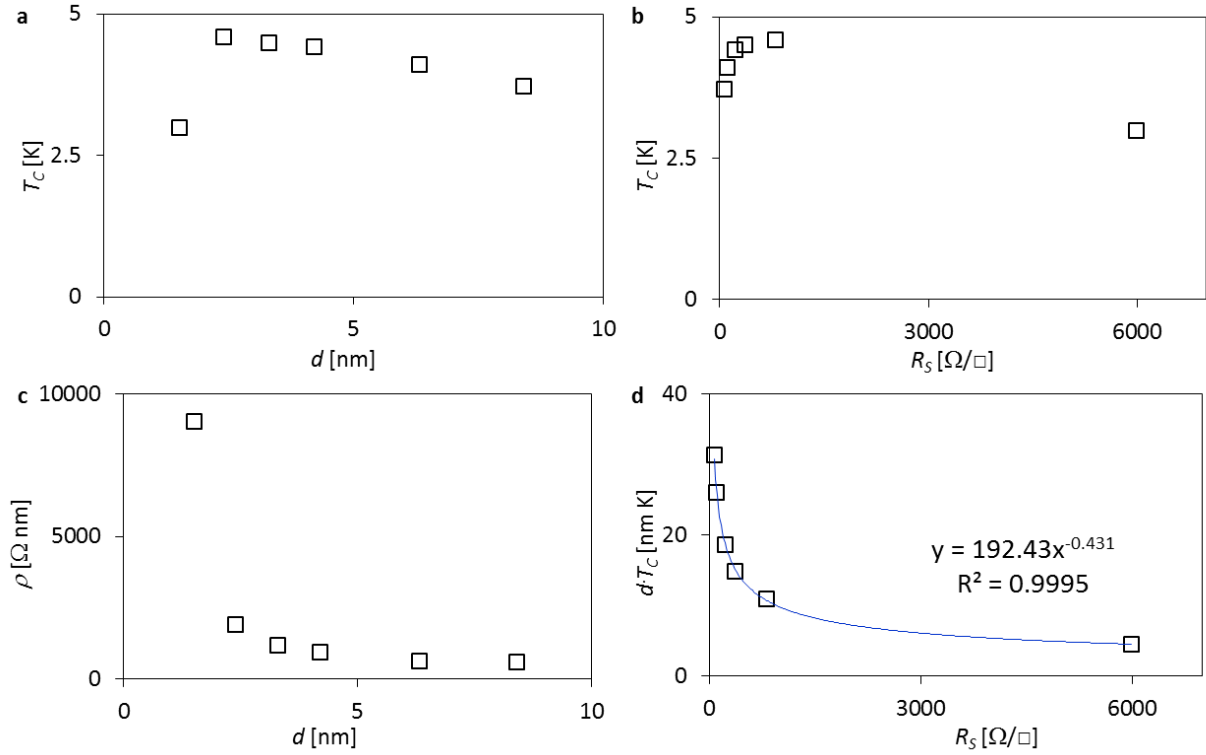 a
5
2.5
0
T_C [K]
0
5
10
d [nm]
b
5
2.5
0
T_C [K]
0
3000
6000
R_S [Ω/□]
c
10000
5000
0
ρ [Ω nm]
0
5
10
d [nm]
d
40
20
0
d·T_C [nm K]
y = 192.43x^-0.431
R² = 0.9995
0
3000
6000
R_S [Ω/□]